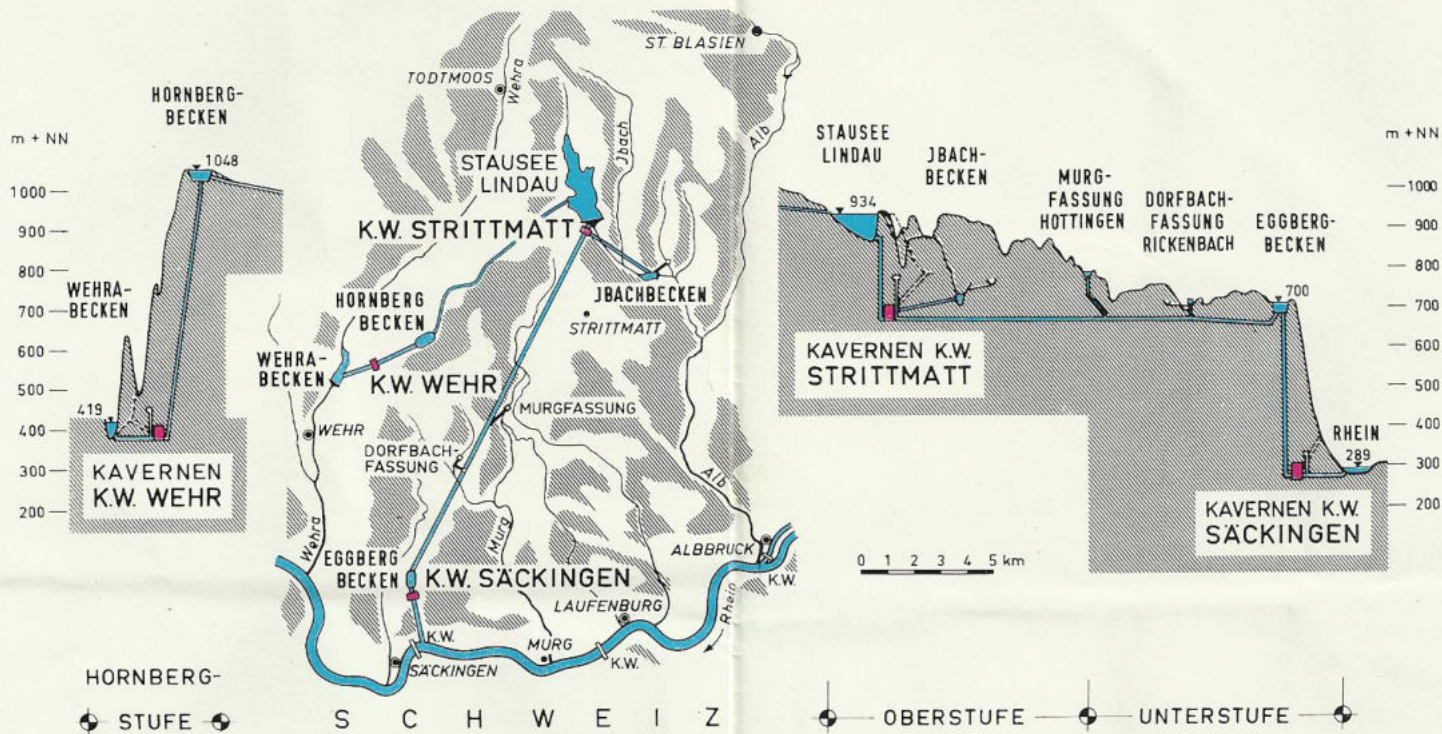 HORNBERG-
BECKEN
m + NN
1048
1000
900
800
700
600
500
400
300
200
WEHRA-
BECKEN
419
KAVERNEN
K.W. WEHR
HORNBERG-
STUFE
ST. BLASIEN
TODTMOOS
Wehra
Jbach
Alb
STAUSEE
LINDAU
K.W. STRITTMATT
HORNBERG
BECKEN
JBACHBECKEN
STRITTMATT
WEHRA-
BECKEN
K.W. WEHR
MURGFASSUNG
WEHR
DORFBACH-
FASSUNG
Alb
Wehra
Murg
ALBBRUCK
K.W.
EGGBERG
BECKEN
K.W. SÄCKINGEN
LAUFENBURG
Rhein
K.W.
MURG
K.W.
SÄCKINGEN
S C H W E I Z
STAUSEE
LINDAU
JBACH-
BECKEN
MURG-
FASSUNG
HOTTINGEN
DORFBACH-
FASSUNG
RICKENBACH
EGGBERG-
BECKEN
m + NN
934
700
1000
900
800
700
600
500
400
300
200
KAVERNEN K.W.
STRITTMATT
RHEIN
289
KAVERNEN K.W.
SÄCKINGEN
0 1 2 3 4 5 km
OBERSTUFE
UNTERSTUFE